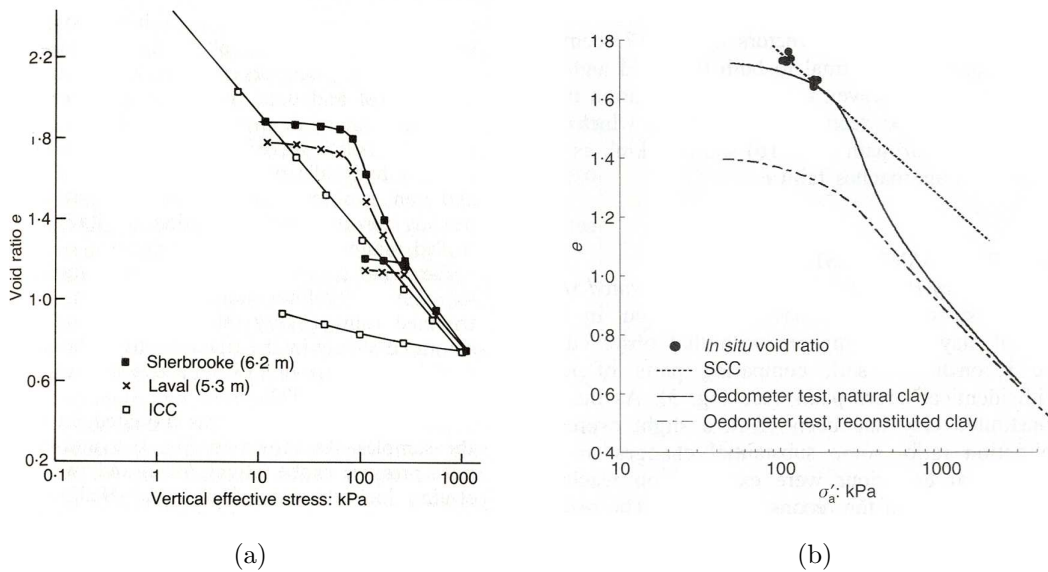 2·2
1·8
1·4
1·0
0·6
0·2
0·1
10
100
1000
Void ratio e
Vertical effective stress: kPa
Sherbrooke (6·2 m)
Laval (5·3 m)
ICC
(a)
1·8
1·6
1·4
1·2
1·0
0·8
0·6
0·4
10
100
1000
e
σ′a: kPa
In situ void ratio
SCC
Oedometer test, natural clay
Oedometer test, reconstituted clay
(b)